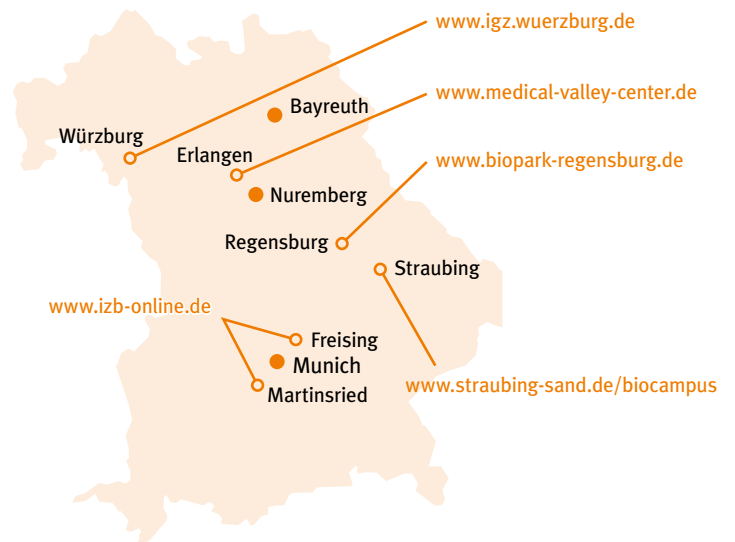 www.igz.wuerzburg.de
www.medical-valley-center.de
Bayreuth
Würzburg
Erlangen
www.biopark-regensburg.de
Nuremberg
Regensburg
Straubing
www.izb-online.de
Freising
Munich
www.straubing-sand.de/biocampus
Martinsried